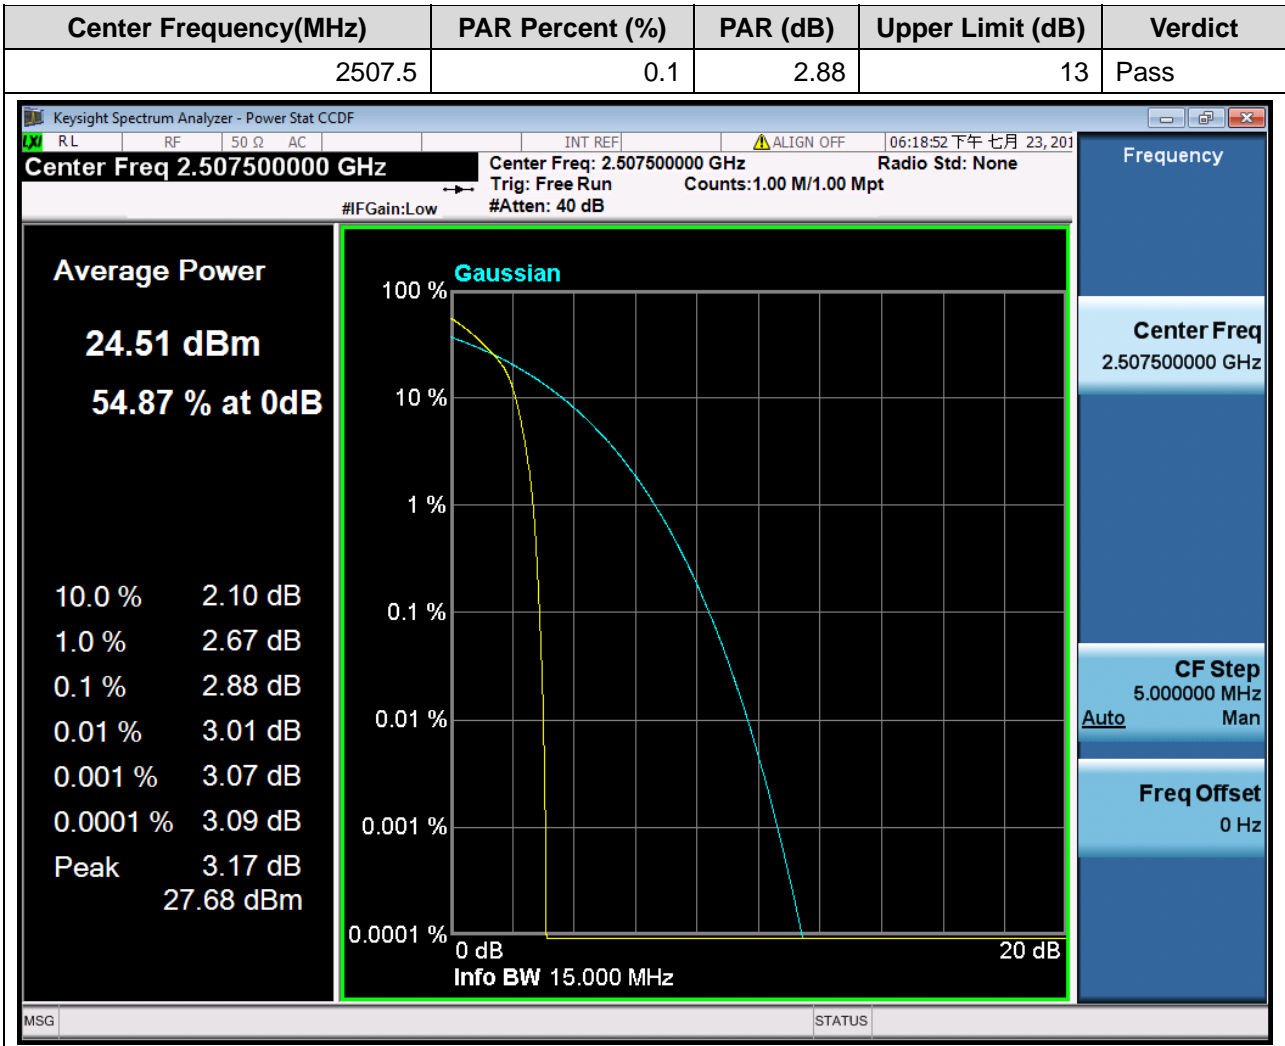 Center Frequency(MHz) PAR Percent (%) PAR (dB) Upper Limit (dB) Verdict
2507.5 0.1 2.88 13 Pass
Keysight Spectrum Analyzer - Power Stat CCDF
LXI RL RF 50 Ω AC INT REF ALIGN OFF 06:18:52 下午 七月 23, 201
Center Freq 2.507500000 GHz
Center Freq: 2.507500000 GHz Radio Std: None
Trig: Free Run Counts:1.00 M/1.00 Mpt
#IFGain:Low #Atten: 40 dB
Frequency
Average Power
24.51 dBm
54.87 % at 0dB
10.0 % 2.10 dB
1.0 % 2.67 dB
0.1 % 2.88 dB
0.01 % 3.01 dB
0.001 % 3.07 dB
0.0001 % 3.09 dB
Peak 3.17 dB
27.68 dBm
Gaussian
100 %
10 %
1 %
0.1 %
0.01 %
0.001 %
0.0001 %
0 dB 20 dB
Info BW 15.000 MHz
Center Freq
2.507500000 GHz
CF Step
5.000000 MHz
Auto Man
Freq Offset
0 Hz
MSG STATUS